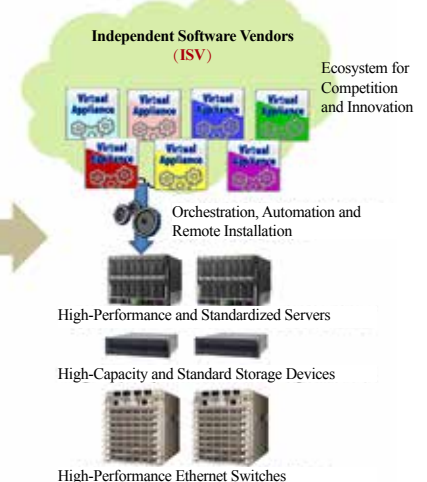 Independent Software Vendors
(ISV)
Ecosystem for
Competition
and Innovation
Virtual Virtual Virtual Virtual
Appliance Appliance Appliance Appliance
Virtual Virtual Virtual
Appliance Appliance Appliance
Orchestration, Automation and
Remote Installation
High-Performance and Standardized Servers
High-Capacity and Standard Storage Devices
High-Performance Ethernet Switches